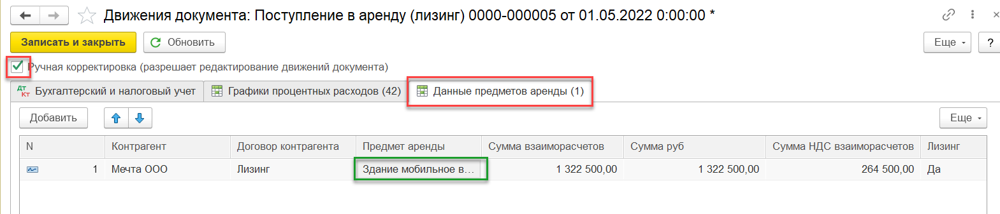 Движения документа: Поступление в аренду (лизинг) 0000-000005 от 01.05.2022 0:00:00 *
Записать и закрыть Обновить Еще ?
Ручная корректировка (разрешает редактирование движений документа)
Дт Кт Бухгалтерский и налоговый учет Графики процентных расходов (42) Данные предметов аренды (1)
Добавить Еще
N Контрагент Договор контрагента Предмет аренды Сумма взаиморасчетов Сумма руб Сумма НДС взаиморасчетов Лизинг
1 Мечта ООО Лизинг Здание мобильное в... 1 322 500,00 1 322 500,00 264 500,00 Да